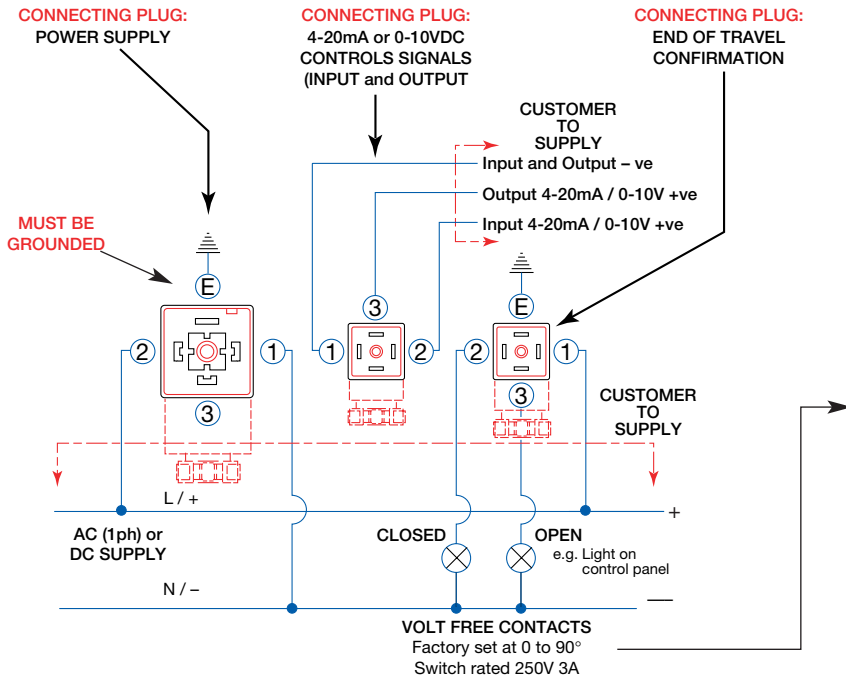 CONNECTING PLUG:
POWER SUPPLY
CONNECTING PLUG:
4-20mA or 0-10VDC
CONTROLS SIGNALS
(INPUT and OUTPUT
CONNECTING PLUG:
END OF TRAVEL
CONFIRMATION
CUSTOMER
TO
SUPPLY
Input and Output – ve
Output 4-20mA / 0-10V +ve
Input 4-20mA / 0-10V +ve
MUST BE
GROUNDED
E
2
1
3
3
1
2
E
2
1
3
CUSTOMER
TO
SUPPLY
L / +
+
AC (1ph) or
DC SUPPLY
CLOSED
OPEN
e.g. Light on
control panel
N / –
—
VOLT FREE CONTACTS
Factory set at 0 to 90°
Switch rated 250V 3A